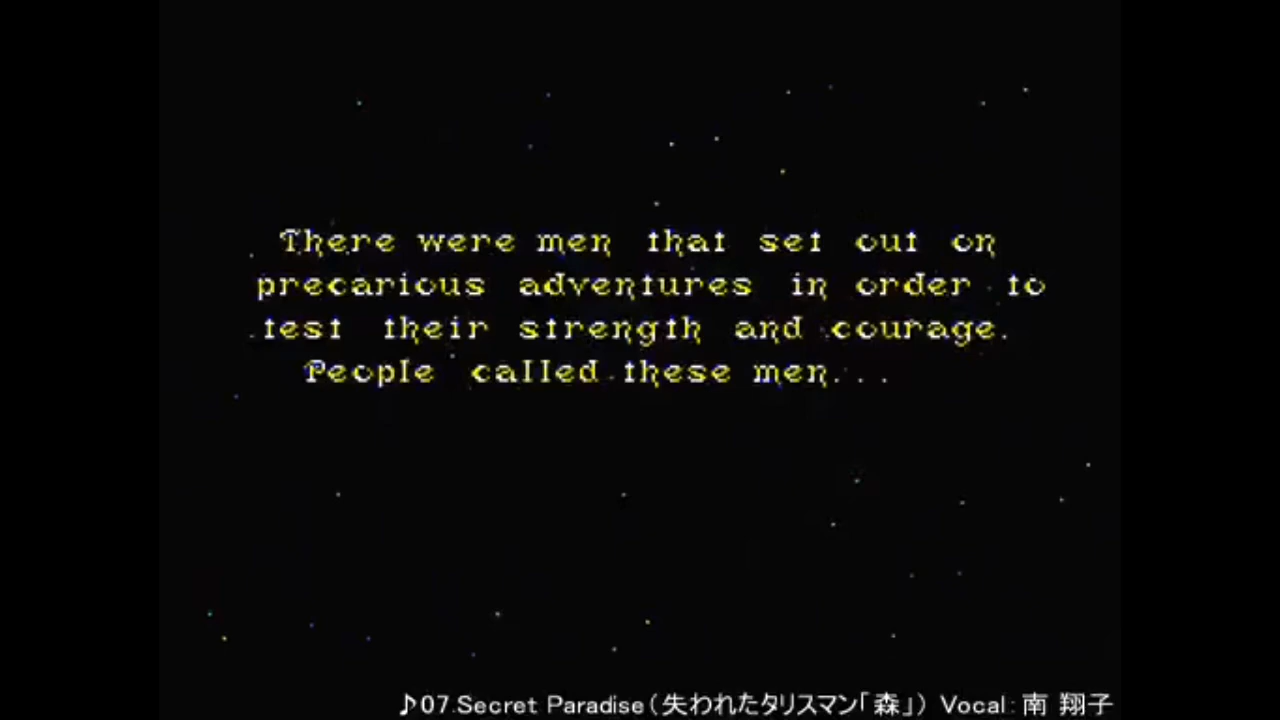 There were men that set out on
precarious adventures in order to
test their strength and courage.
People called these men...
♪07.Secret Paradise(失われたタリスマン「森」) Vocal:南 翔子